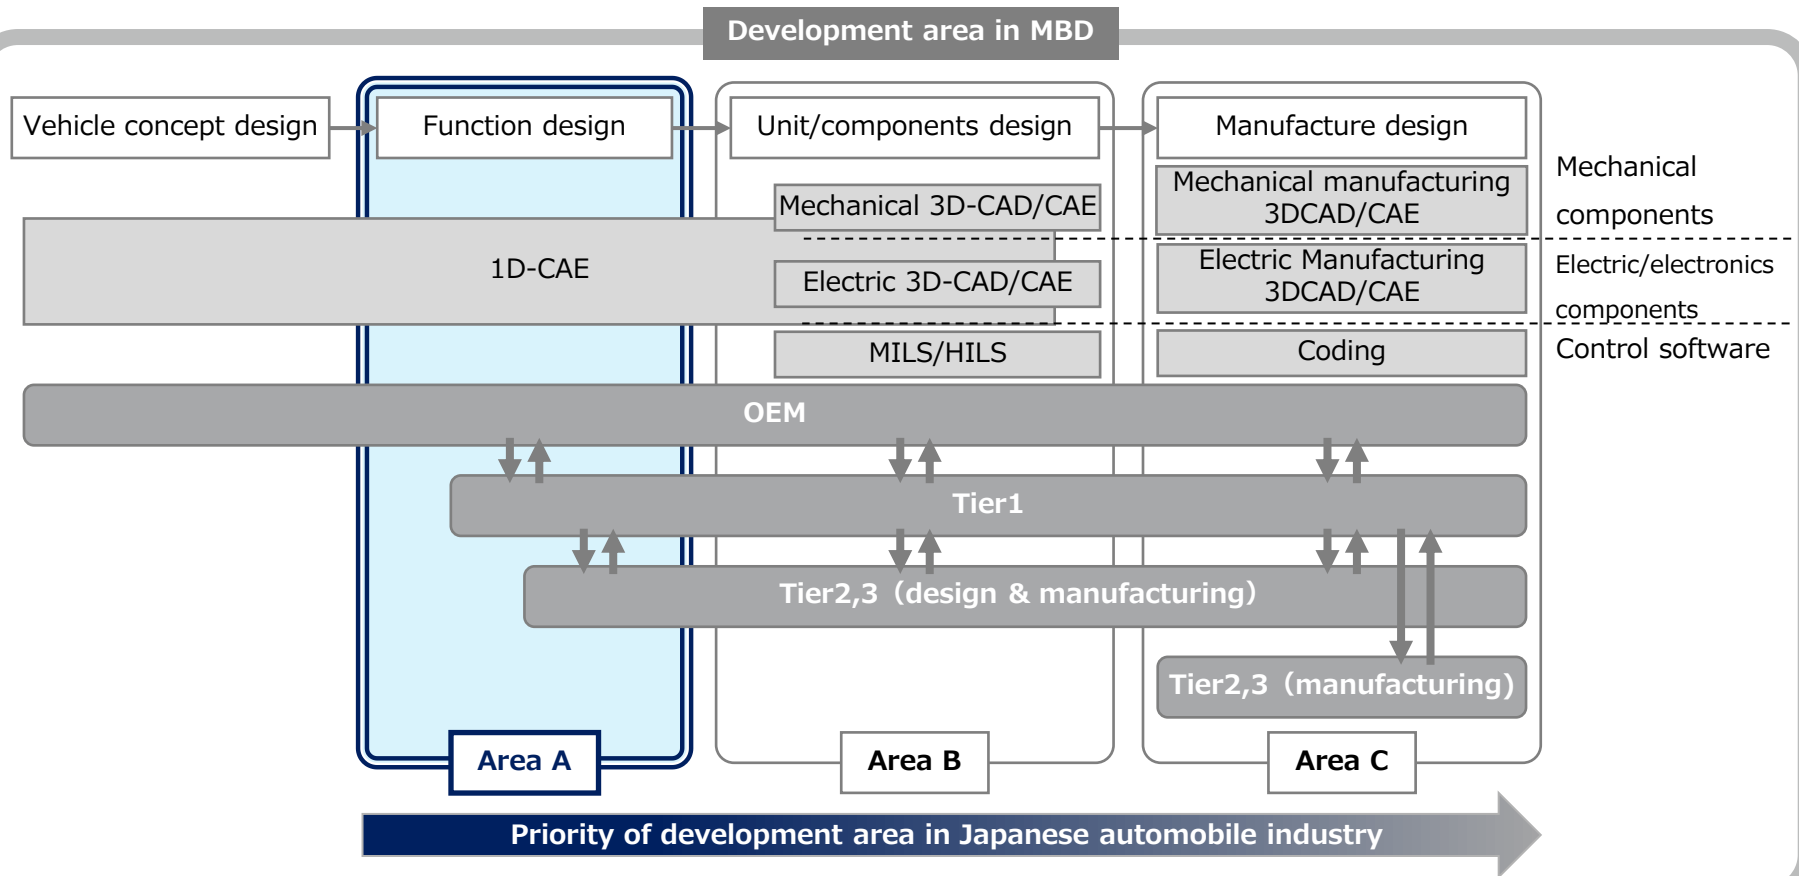 Development area in MBD
Vehicle concept design
Function design
Unit/components design
Manufacture design
Mechanical
components
Mechanical 3D-CAD/CAE
Mechanical manufacturing
3DCAD/CAE
1D-CAE
Electric 3D-CAD/CAE
Electric Manufacturing
3DCAD/CAE
Electric/electronics
components
MILS/HILS
Coding
Control software
OEM
Tier1
Tier2,3（design & manufacturing）
Tier2,3（manufacturing)
Area A
Area B
Area C
Priority of development area in Japanese automobile industry